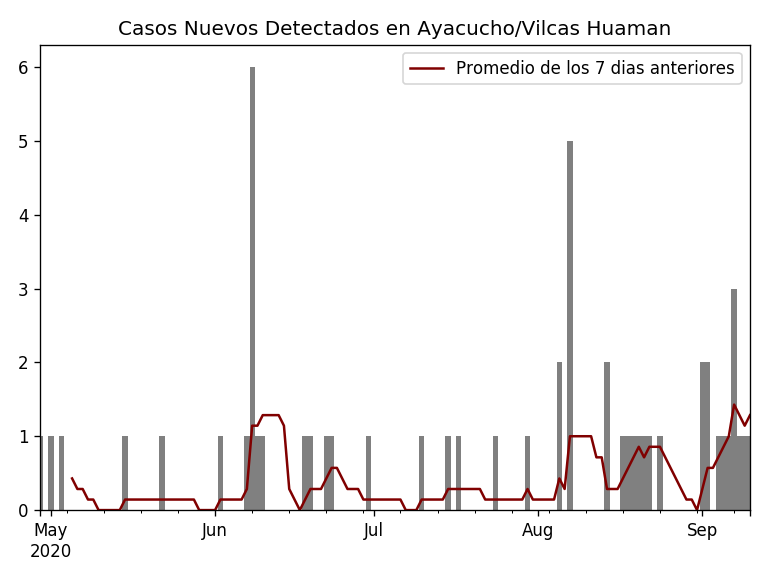 Casos Nuevos Detectados en Ayacucho/Vilcas Huaman
Promedio de los 7 dias anteriores
6
5
4
3
2
1
0
May Jun Jul Aug Sep
2020